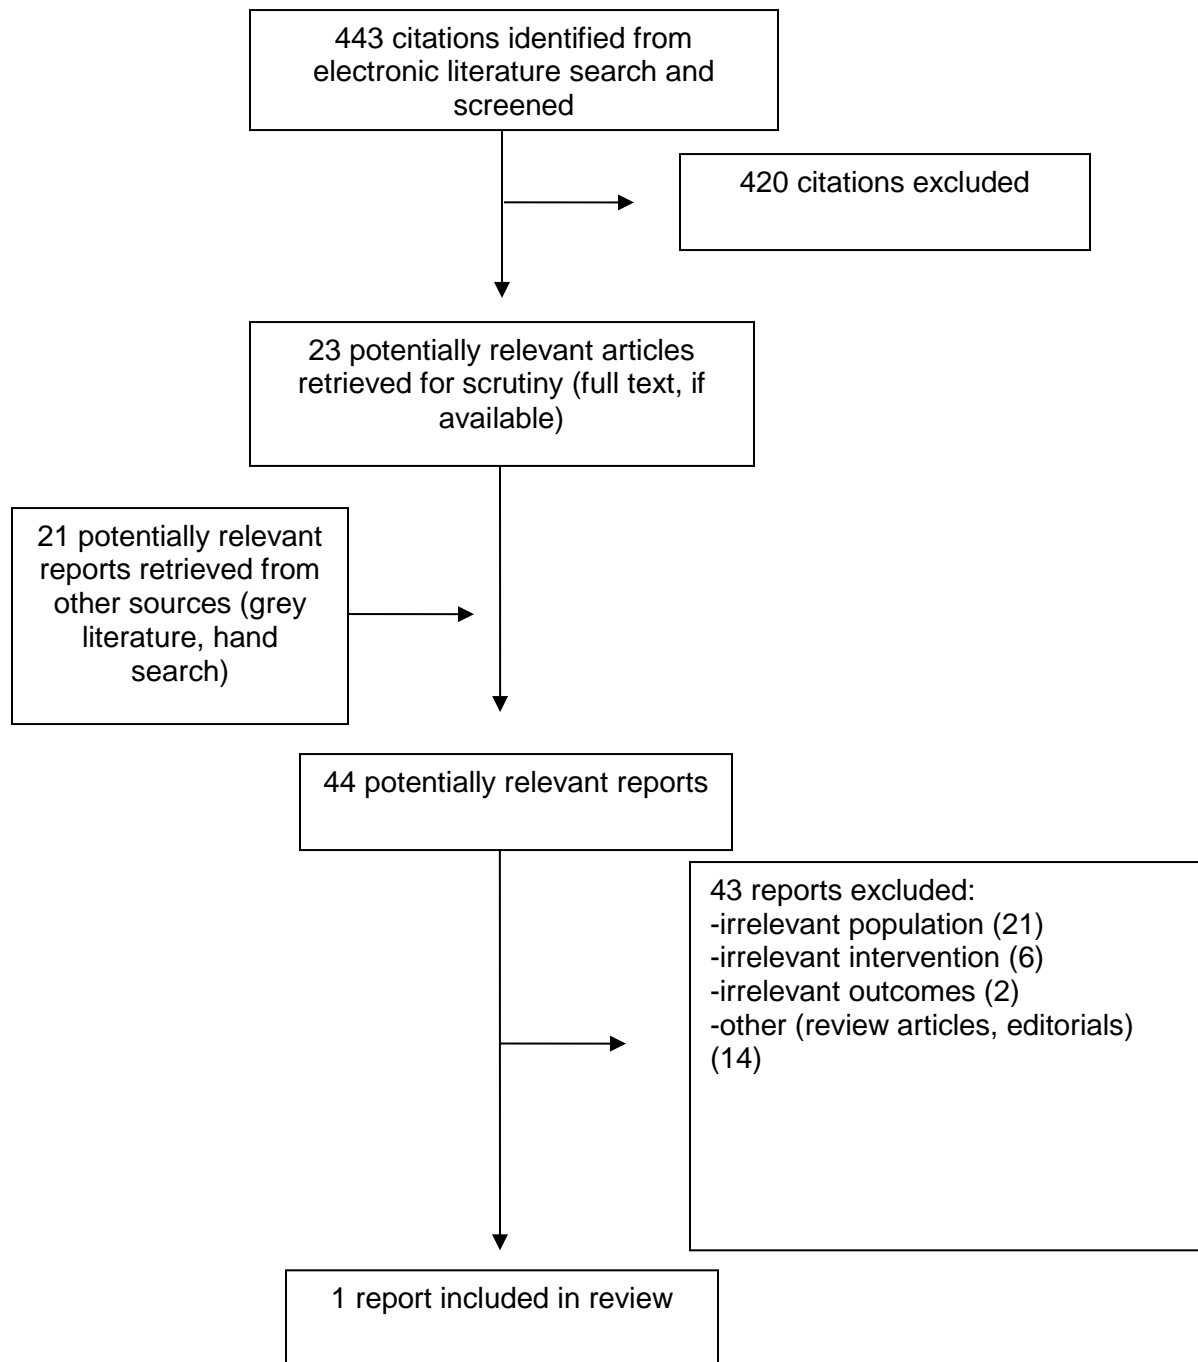 443 citations identified from
electronic literature search and
screened
420 citations excluded
23 potentially relevant articles
retrieved for scrutiny (full text, if
available)
21 potentially relevant
reports retrieved from
other sources (grey
literature, hand
search)
44 potentially relevant reports
43 reports excluded:
-irrelevant population (21)
-irrelevant intervention (6)
-irrelevant outcomes (2)
-other (review articles, editorials)
(14)
1 report included in review